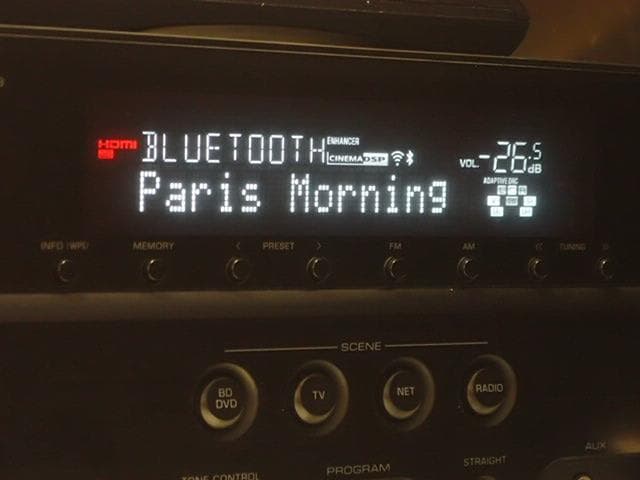 HDMI BLUETOOTH ENHANCER CINEMA DSP VOL. -26.5 dB
Paris Morning ADAPTIVE DRC
INFO (WPS) MEMORY < PRESET > FM AM << TUNING >>
SCENE
BD DVD TV NET RADIO
TONE CONTROL PROGRAM STRAIGHT AUX